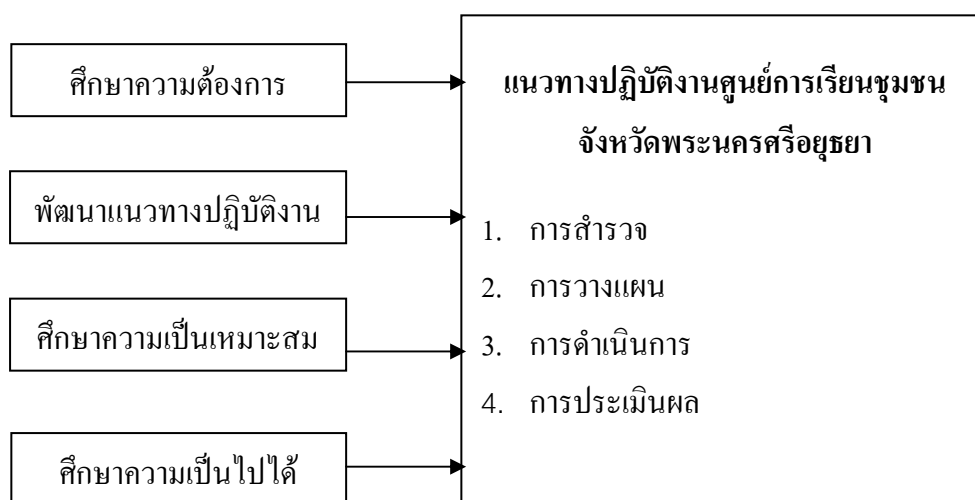 ศึกษาความต้องการ
พัฒนาแนวทางปฏิบัติงาน
ศึกษาความเป็นเหมาะสม
ศึกษาความเป็นไปได้
แนวทางปฏิบัติงานศูนย์การเรียนชุมชน
จังหวัดพระนครศรีอยุธยา
1. การสำรวจ
2. การวางแผน
3. การดำเนินการ
4. การประเมินผล